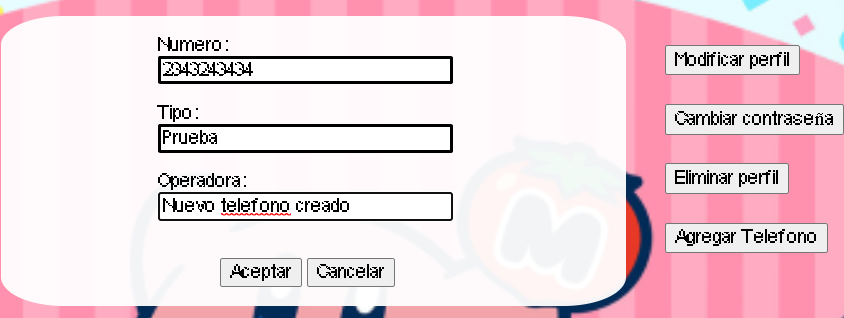 Numero:
2343243434
Tipo:
Prueba
Operadora:
Nuevo telefono creado
Aceptar
Cancelar
Modificar perfil
Cambiar contraseña
Eliminar perfil
Agregar Telefono
M